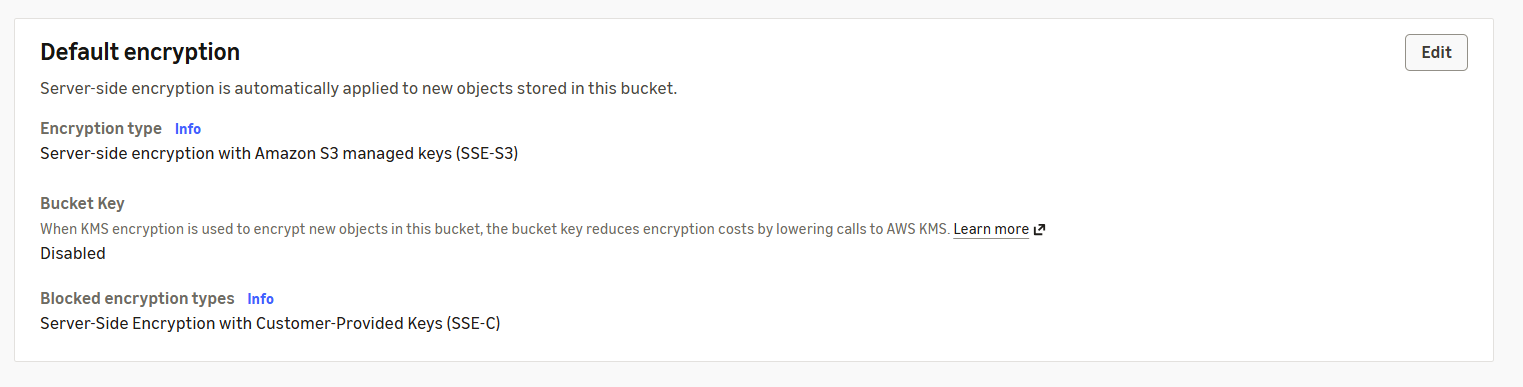 Default encryption
Edit
Server-side encryption is automatically applied to new objects stored in this bucket.
Encryption type Info
Server-side encryption with Amazon S3 managed keys (SSE-S3)
Bucket Key
When KMS encryption is used to encrypt new objects in this bucket, the bucket key reduces encryption costs by lowering calls to AWS KMS. Learn more
Disabled
Blocked encryption types Info
Server-Side Encryption with Customer-Provided Keys (SSE-C)